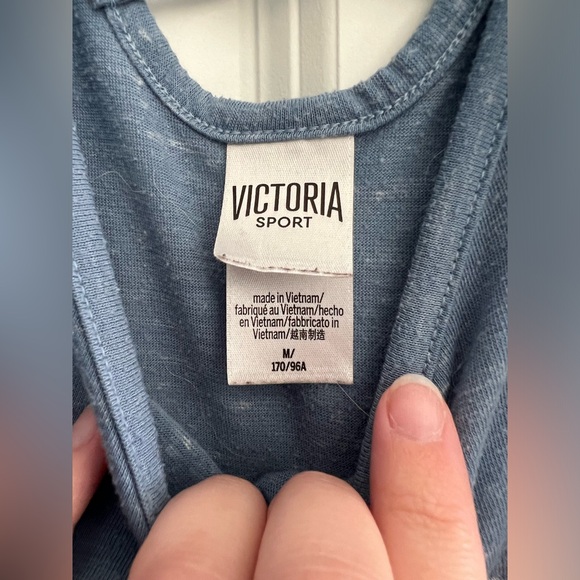 VICTORIA
SPORT
made in Vietnam/
fabriqué au Vietnam/hecho
en Vietnam/fabbricato in
Vietnam/越南制造
M/
170/96A